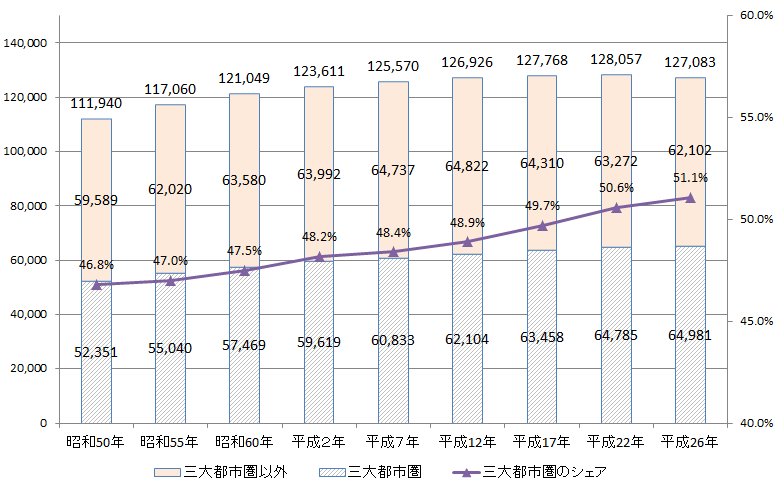 60.0%
140,000
111,940 117,060 121,049 123,611 125,570 126,926 127,768 128,057 127,083
120,000
55.0%
100,000
59,589 62,020 63,580 63,992 64,737 64,822 64,310 63,272 62,102
80,000
50.0%
46.8% 47.0% 47.5% 48.2% 48.4% 48.9% 49.7% 50.6% 51.1%
60,000
45.0%
40,000
52,351 55,040 57,469 59,619 60,833 62,104 63,458 64,785 64,981
20,000
0
40.0%
昭和50年 昭和55年 昭和60年 平成2年 平成7年 平成12年 平成17年 平成22年 平成26年
三大都市圏以外 三大都市圏 三大都市圏のシェア